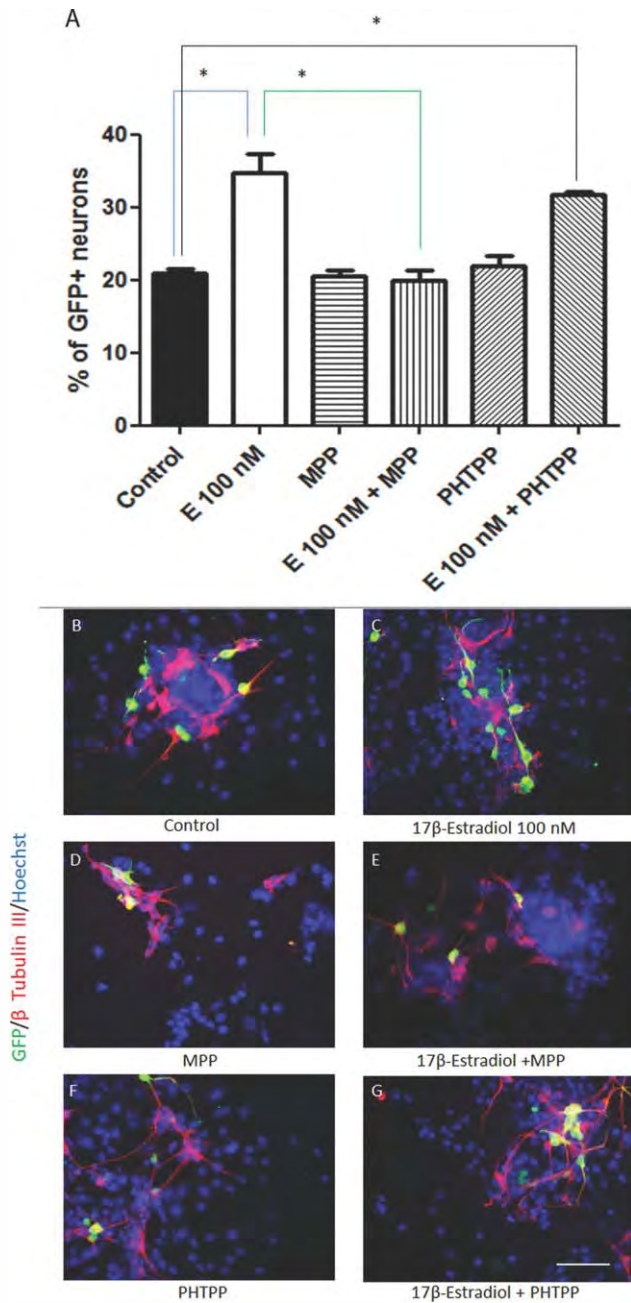 A
*
* *
% of GFP+ neurons
40
30
20
10
0
Control
E 100 nM
MPP
E 100 nM + MPP
PHTPP
E 100 nM + PHTPP
GFP/β Tubulin III/Hoechst
B
Control
C
17β-Estradiol 100 nM
D
MPP
E
17β-Estradiol +MPP
F
PHTPP
G
17β-Estradiol + PHTPP